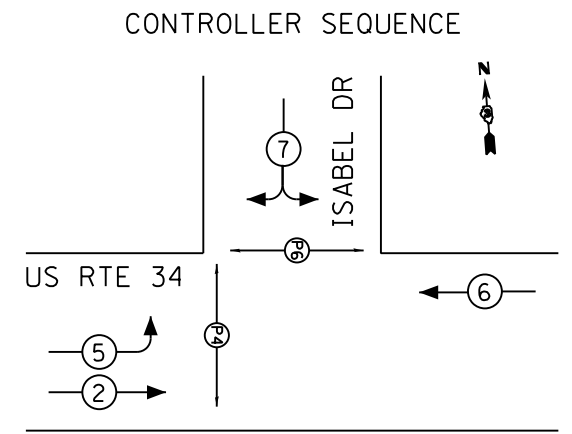 CONTROLLER SEQUENCE
N
ISABEL DR
7
P6
US RTE 34
6
P4
5
2